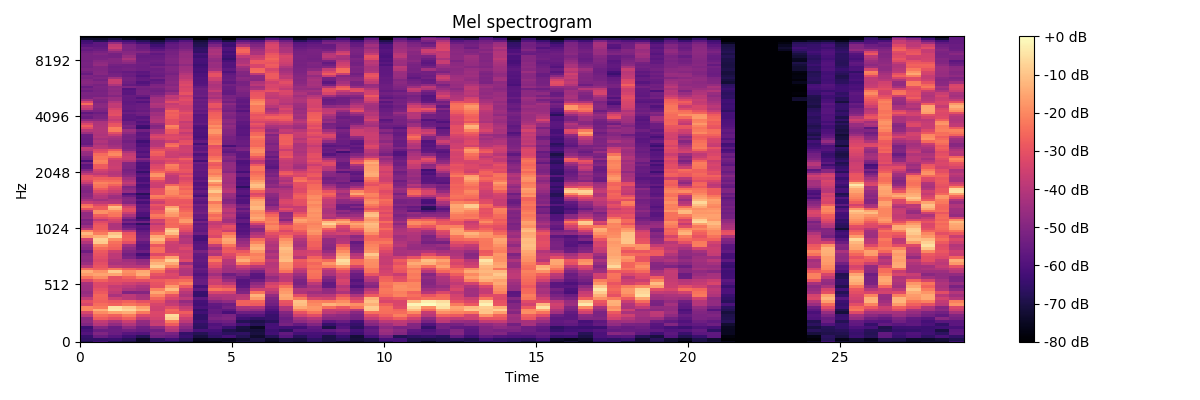 Mel spectrogram
8192
4096
2048
1024
512
0
Hz
0 5 10 15 20 25
Time
+0 dB
-10 dB
-20 dB
-30 dB
-40 dB
-50 dB
-60 dB
-70 dB
-80 dB